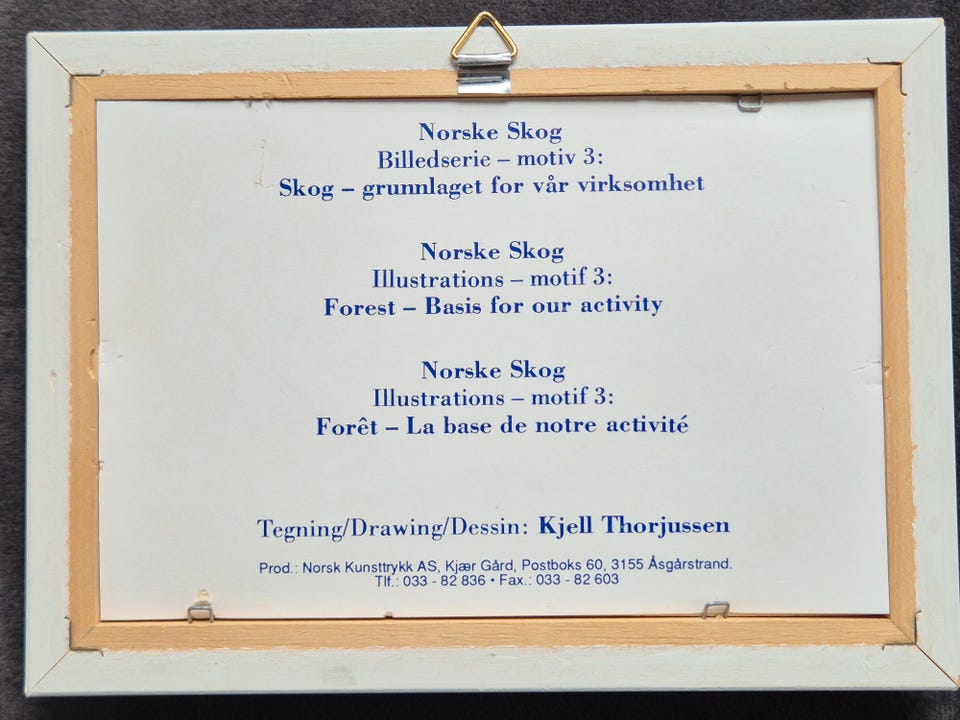 Norske Skog
Billedserie – motiv 3:
Skog – grunnlaget for vår virksomhet
Norske Skog
Illustrations – motif 3:
Forest – Basis for our activity
Norske Skog
Illustrations – motif 3:
Forêt – La base de notre activité
Tegning/Drawing/Dessin: Kjell Thorjussen
Prod.: Norsk Kunsttrykk AS, Kjær Gård, Postboks 60, 3155 Åsgårstrand.
Tlf.: 033 - 82 836 • Fax.: 033 - 82 603